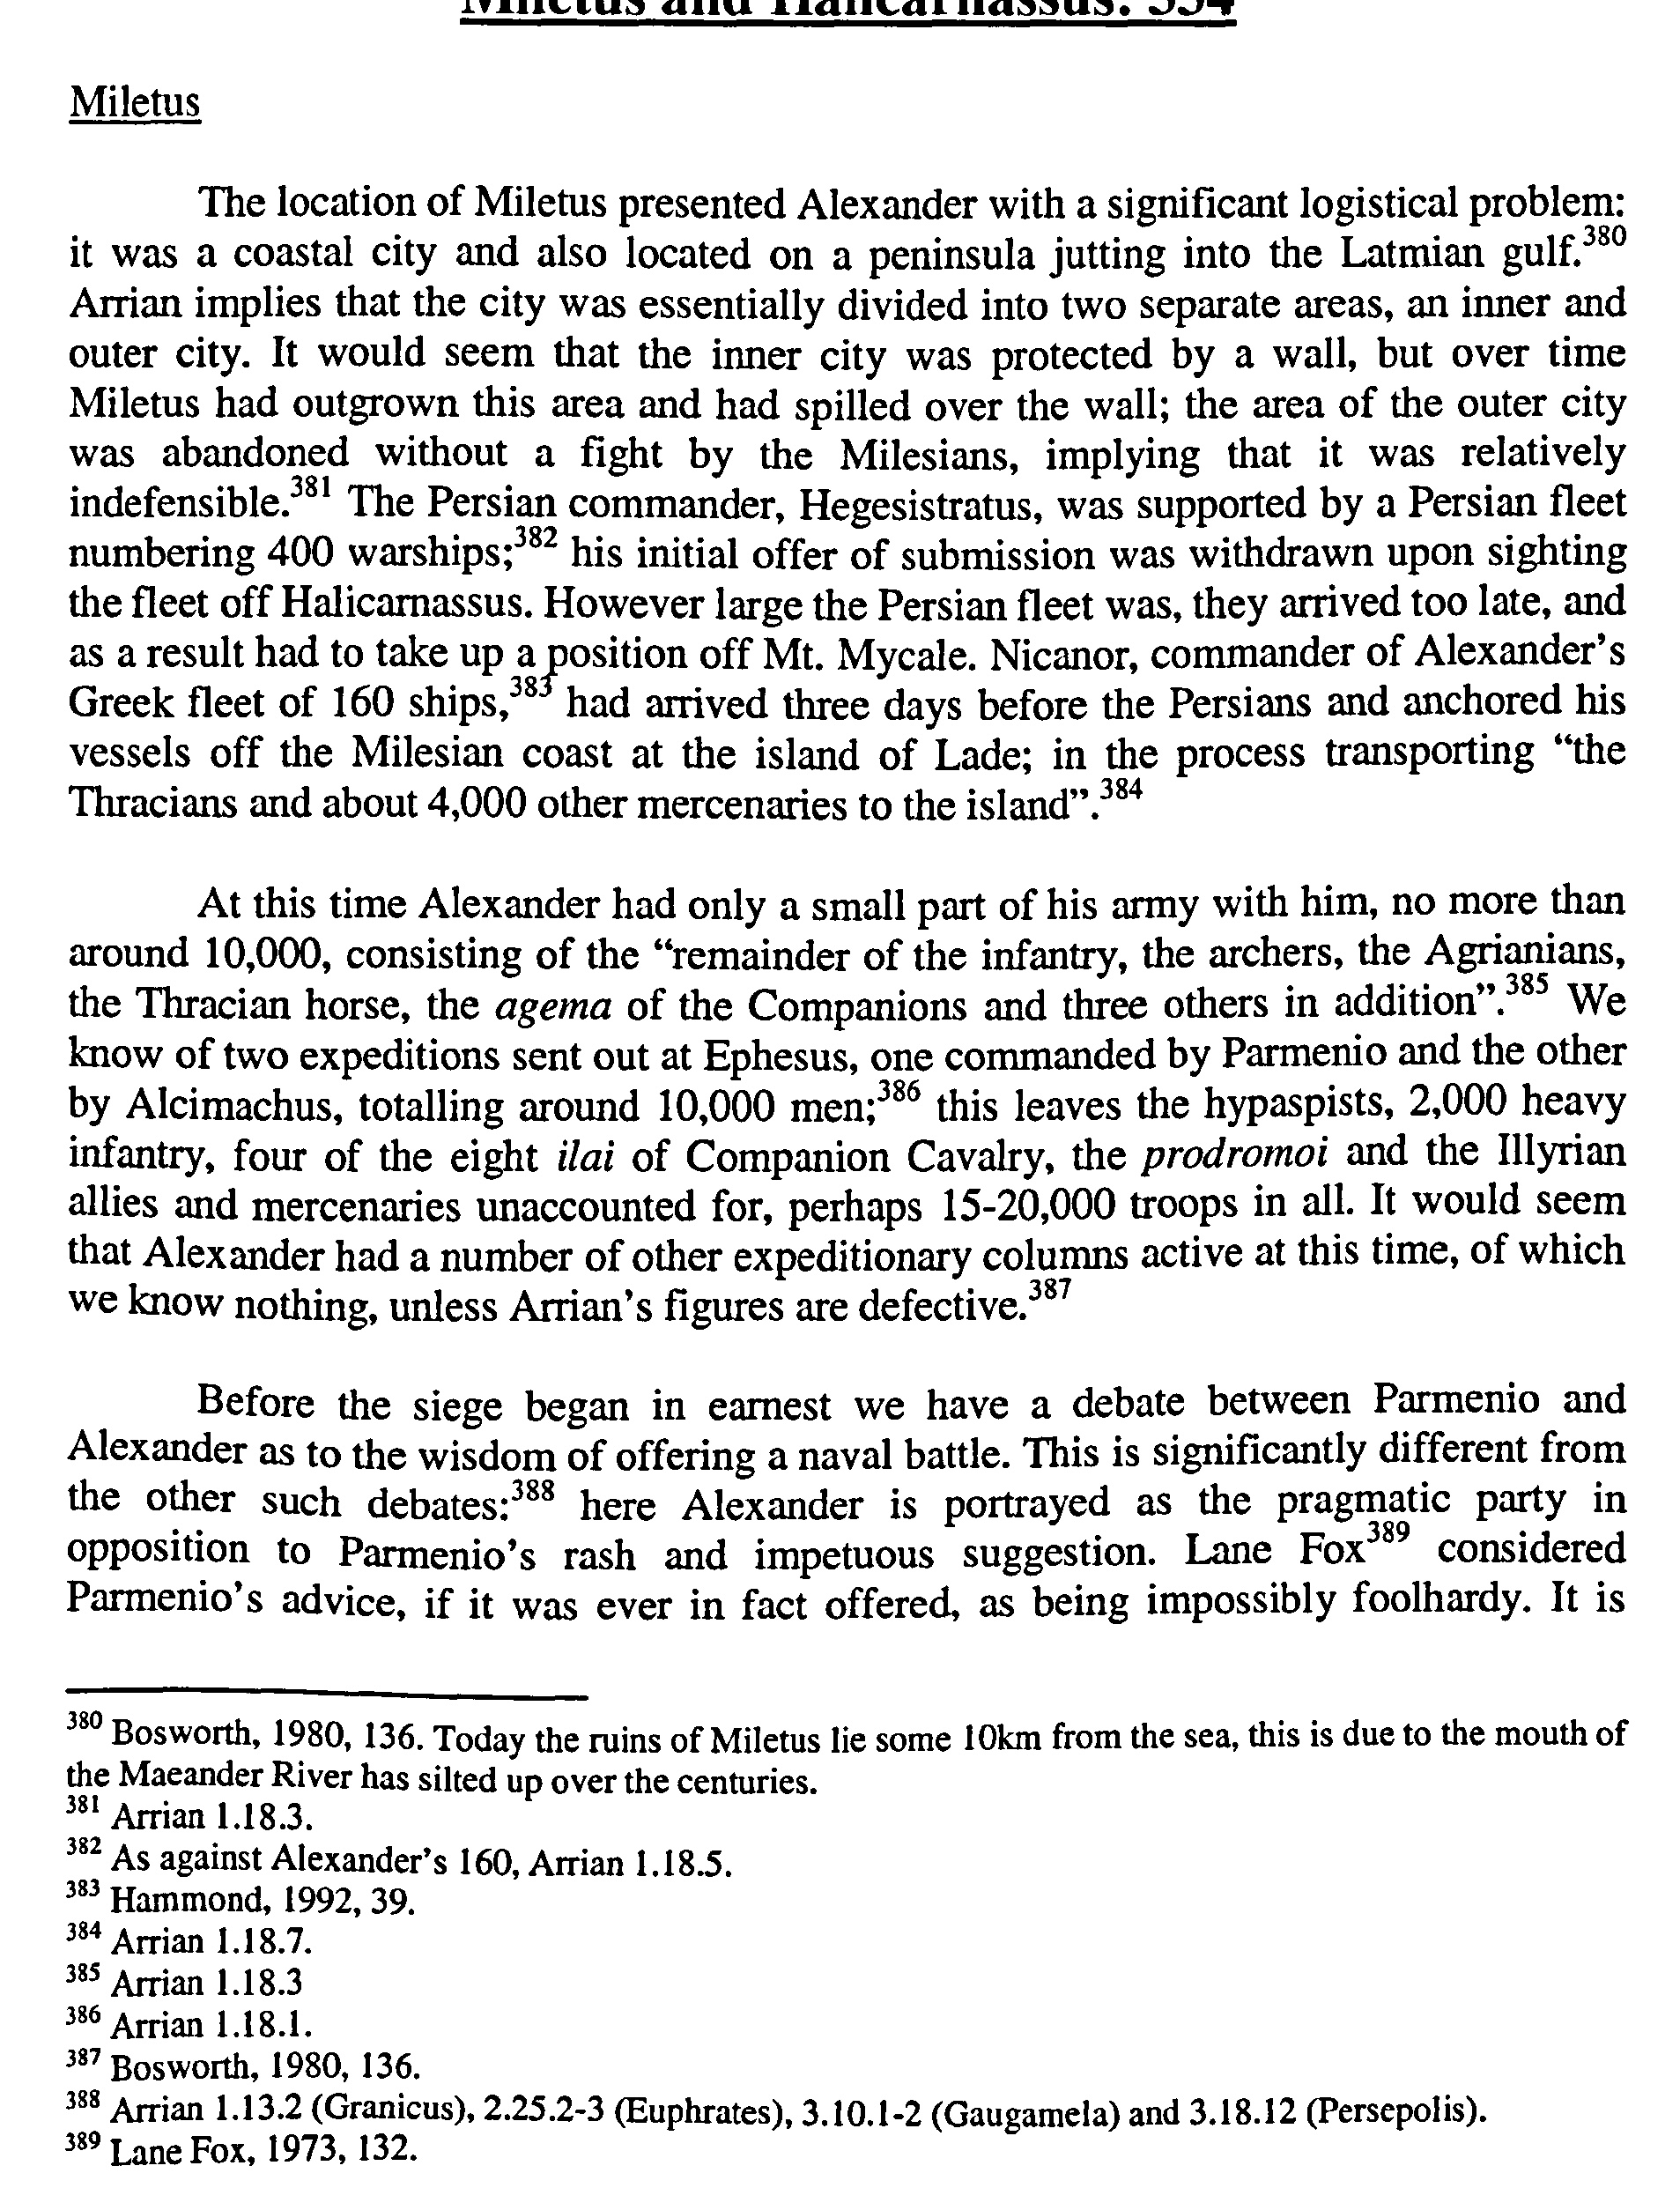 Miletus and Halicarnassus: 334
Miletus
The location of Miletus presented Alexander with a significant logistical problem:
it was a coastal city and also located on a peninsula jutting into the Latmian gulf.380
Arrian implies that the city was essentially divided into two separate areas, an inner and
outer city. It would seem that the inner city was protected by a wall, but over time
Miletus had outgrown this area and had spilled over the wall; the area of the outer city
was abandoned without a fight by the Milesians, implying that it was relatively
indefensible.381 The Persian commander, Hegesistratus, was supported by a Persian fleet
numbering 400 warships;382 his initial offer of submission was withdrawn upon sighting
the fleet off Halicarnassus. However large the Persian fleet was, they arrived too late, and
as a result had to take up a position off Mt. Mycale. Nicanor, commander of Alexander's
Greek fleet of 160 ships,383 had arrived three days before the Persians and anchored his
vessels off the Milesian coast at the island of Lade; in the process transporting “the
Thracians and about 4,000 other mercenaries to the island”.384
At this time Alexander had only a small part of his army with him, no more than
around 10,000, consisting of the “remainder of the infantry, the archers, the Agrianians,
the Thracian horse, the agema of the Companions and three others in addition”.385 We
know of two expeditions sent out at Ephesus, one commanded by Parmenio and the other
by Alcimachus, totalling around 10,000 men;386 this leaves the hypaspists, 2,000 heavy
infantry, four of the eight ilai of Companion Cavalry, the prodromoi and the Illyrian
allies and mercenaries unaccounted for, perhaps 15-20,000 troops in all. It would seem
that Alexander had a number of other expeditionary columns active at this time, of which
we know nothing, unless Arrian's figures are defective.387
Before the siege began in earnest we have a debate between Parmenio and
Alexander as to the wisdom of offering a naval battle. This is significantly different from
the other such debates:388 here Alexander is portrayed as the pragmatic party in
opposition to Parmenio's rash and impetuous suggestion. Lane Fox389 considered
Parmenio's advice, if it was ever in fact offered, as being impossibly foolhardy. It is
380 Bosworth, 1980, 136. Today the ruins of Miletus lie some 10km from the sea, this is due to the mouth of
the Maeander River has silted up over the centuries.
381 Arrian 1.18.3.
382 As against Alexander's 160, Arrian 1.18.5.
383 Hammond, 1992, 39.
384 Arrian 1.18.7.
385 Arrian 1.18.3
386 Arrian 1.18.1.
387 Bosworth, 1980, 136.
388 Arrian 1.13.2 (Granicus), 2.25.2-3 (Euphrates), 3.10.1-2 (Gaugamela) and 3.18.12 (Persepolis).
389 Lane Fox, 1973, 132.